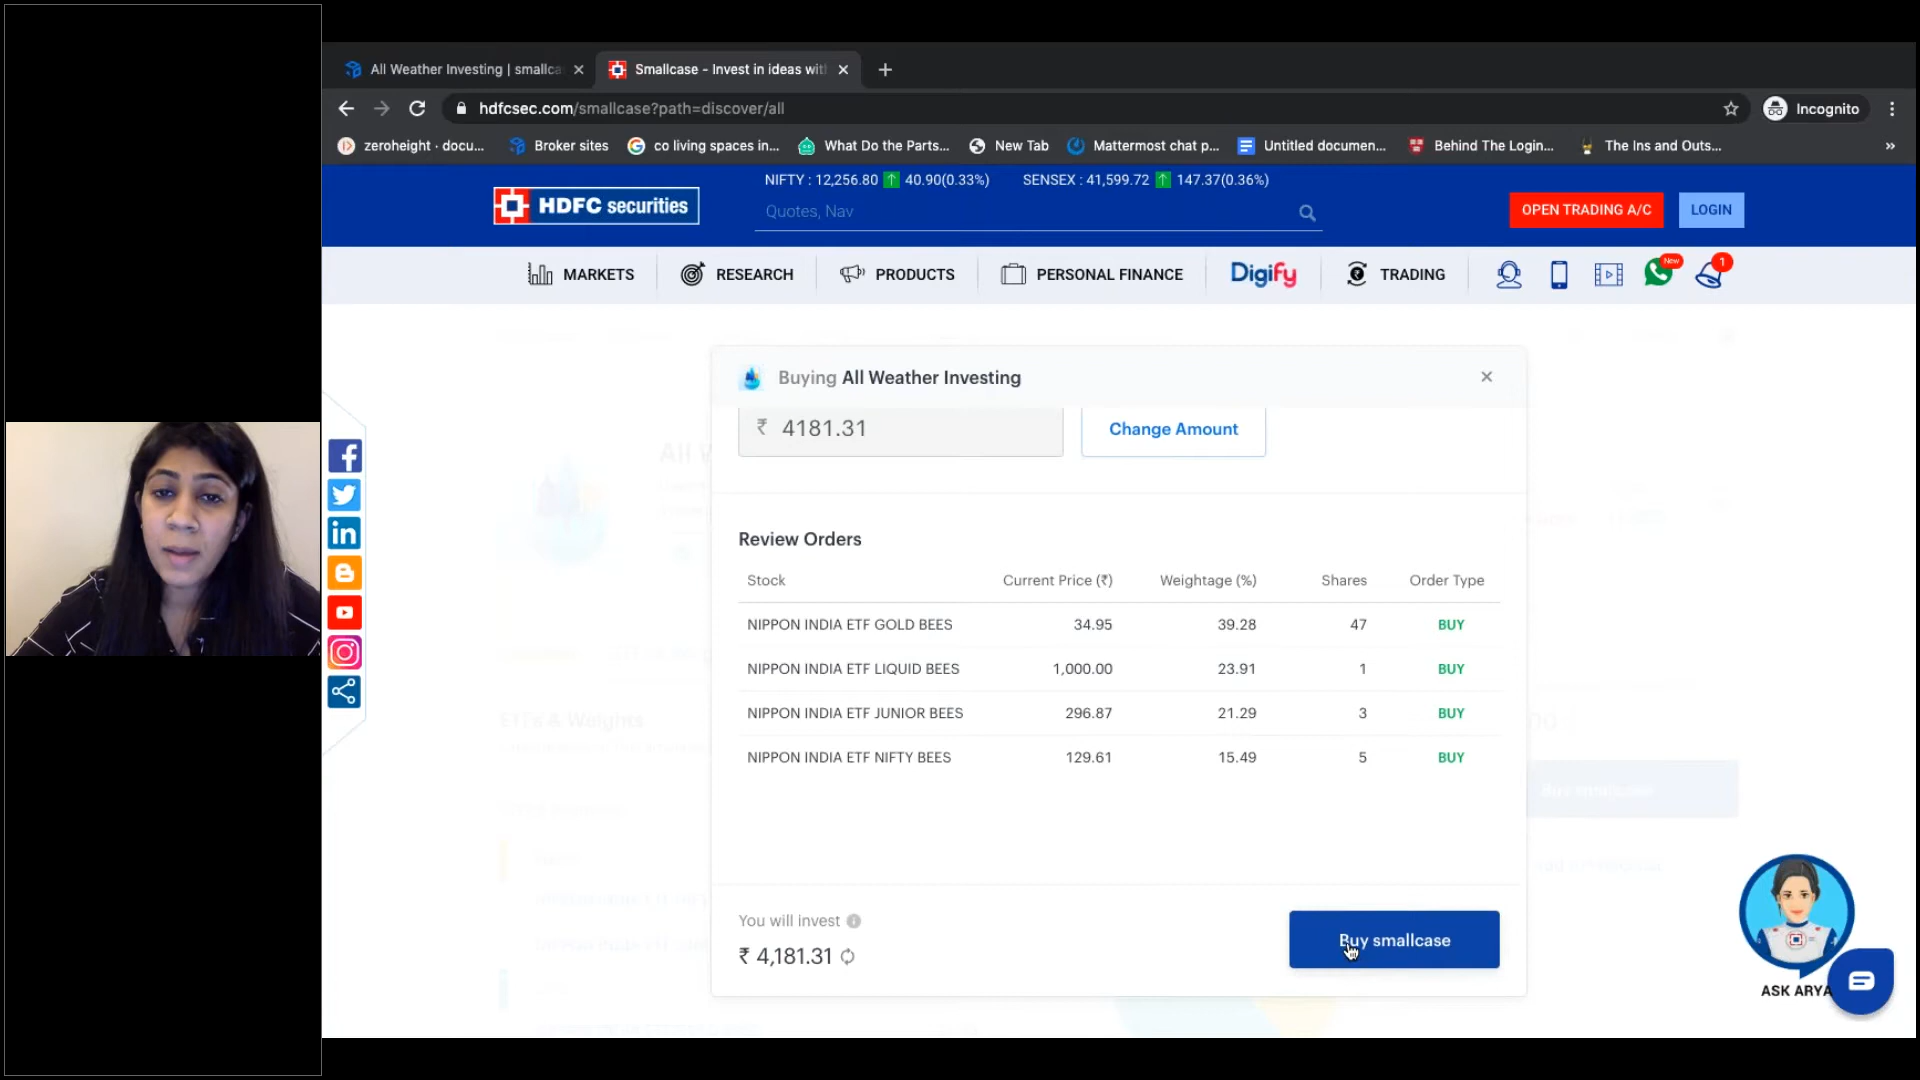 All Weather Investing | smallca
Smallcase - Invest in ideas with
hdfcsec.com/smallcase?path=discover/all
Incognito
zeroheight · docu...
Broker sites
co living spaces in...
What Do the Parts...
New Tab
Mattermost chat p...
Untitled documen...
Behind The Login...
The Ins and Outs...
NIFTY : 12,256.80 40.90(0.33%)
SENSEX : 41,599.72 147.37(0.36%)
HDFC securities
Quotes, Nav
OPEN TRADING A/C
LOGIN
MARKETS
RESEARCH
PRODUCTS
PERSONAL FINANCE
Digify
TRADING
New
1
Buying All Weather Investing
₹ 4181.31
Change Amount
Review Orders
Stock Current Price (₹) Weightage (%) Shares Order Type
NIPPON INDIA ETF GOLD BEES 34.95 39.28 47 BUY
NIPPON INDIA ETF LIQUID BEES 1,000.00 23.91 1 BUY
NIPPON INDIA ETF JUNIOR BEES 296.87 21.29 3 BUY
NIPPON INDIA ETF NIFTY BEES 129.61 15.49 5 BUY
ETFs & Weights
You will invest
₹ 4,181.31
Buy smallcase
ASK ARYA